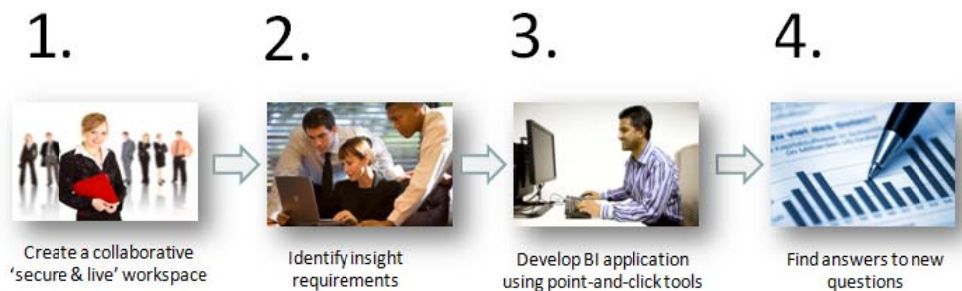 1.
2.
3.
4.
Create a collaborative
'secure & live' workspace
Identify insight
requirements
Develop BI application
using point-and-click tools
Find answers to new
questions